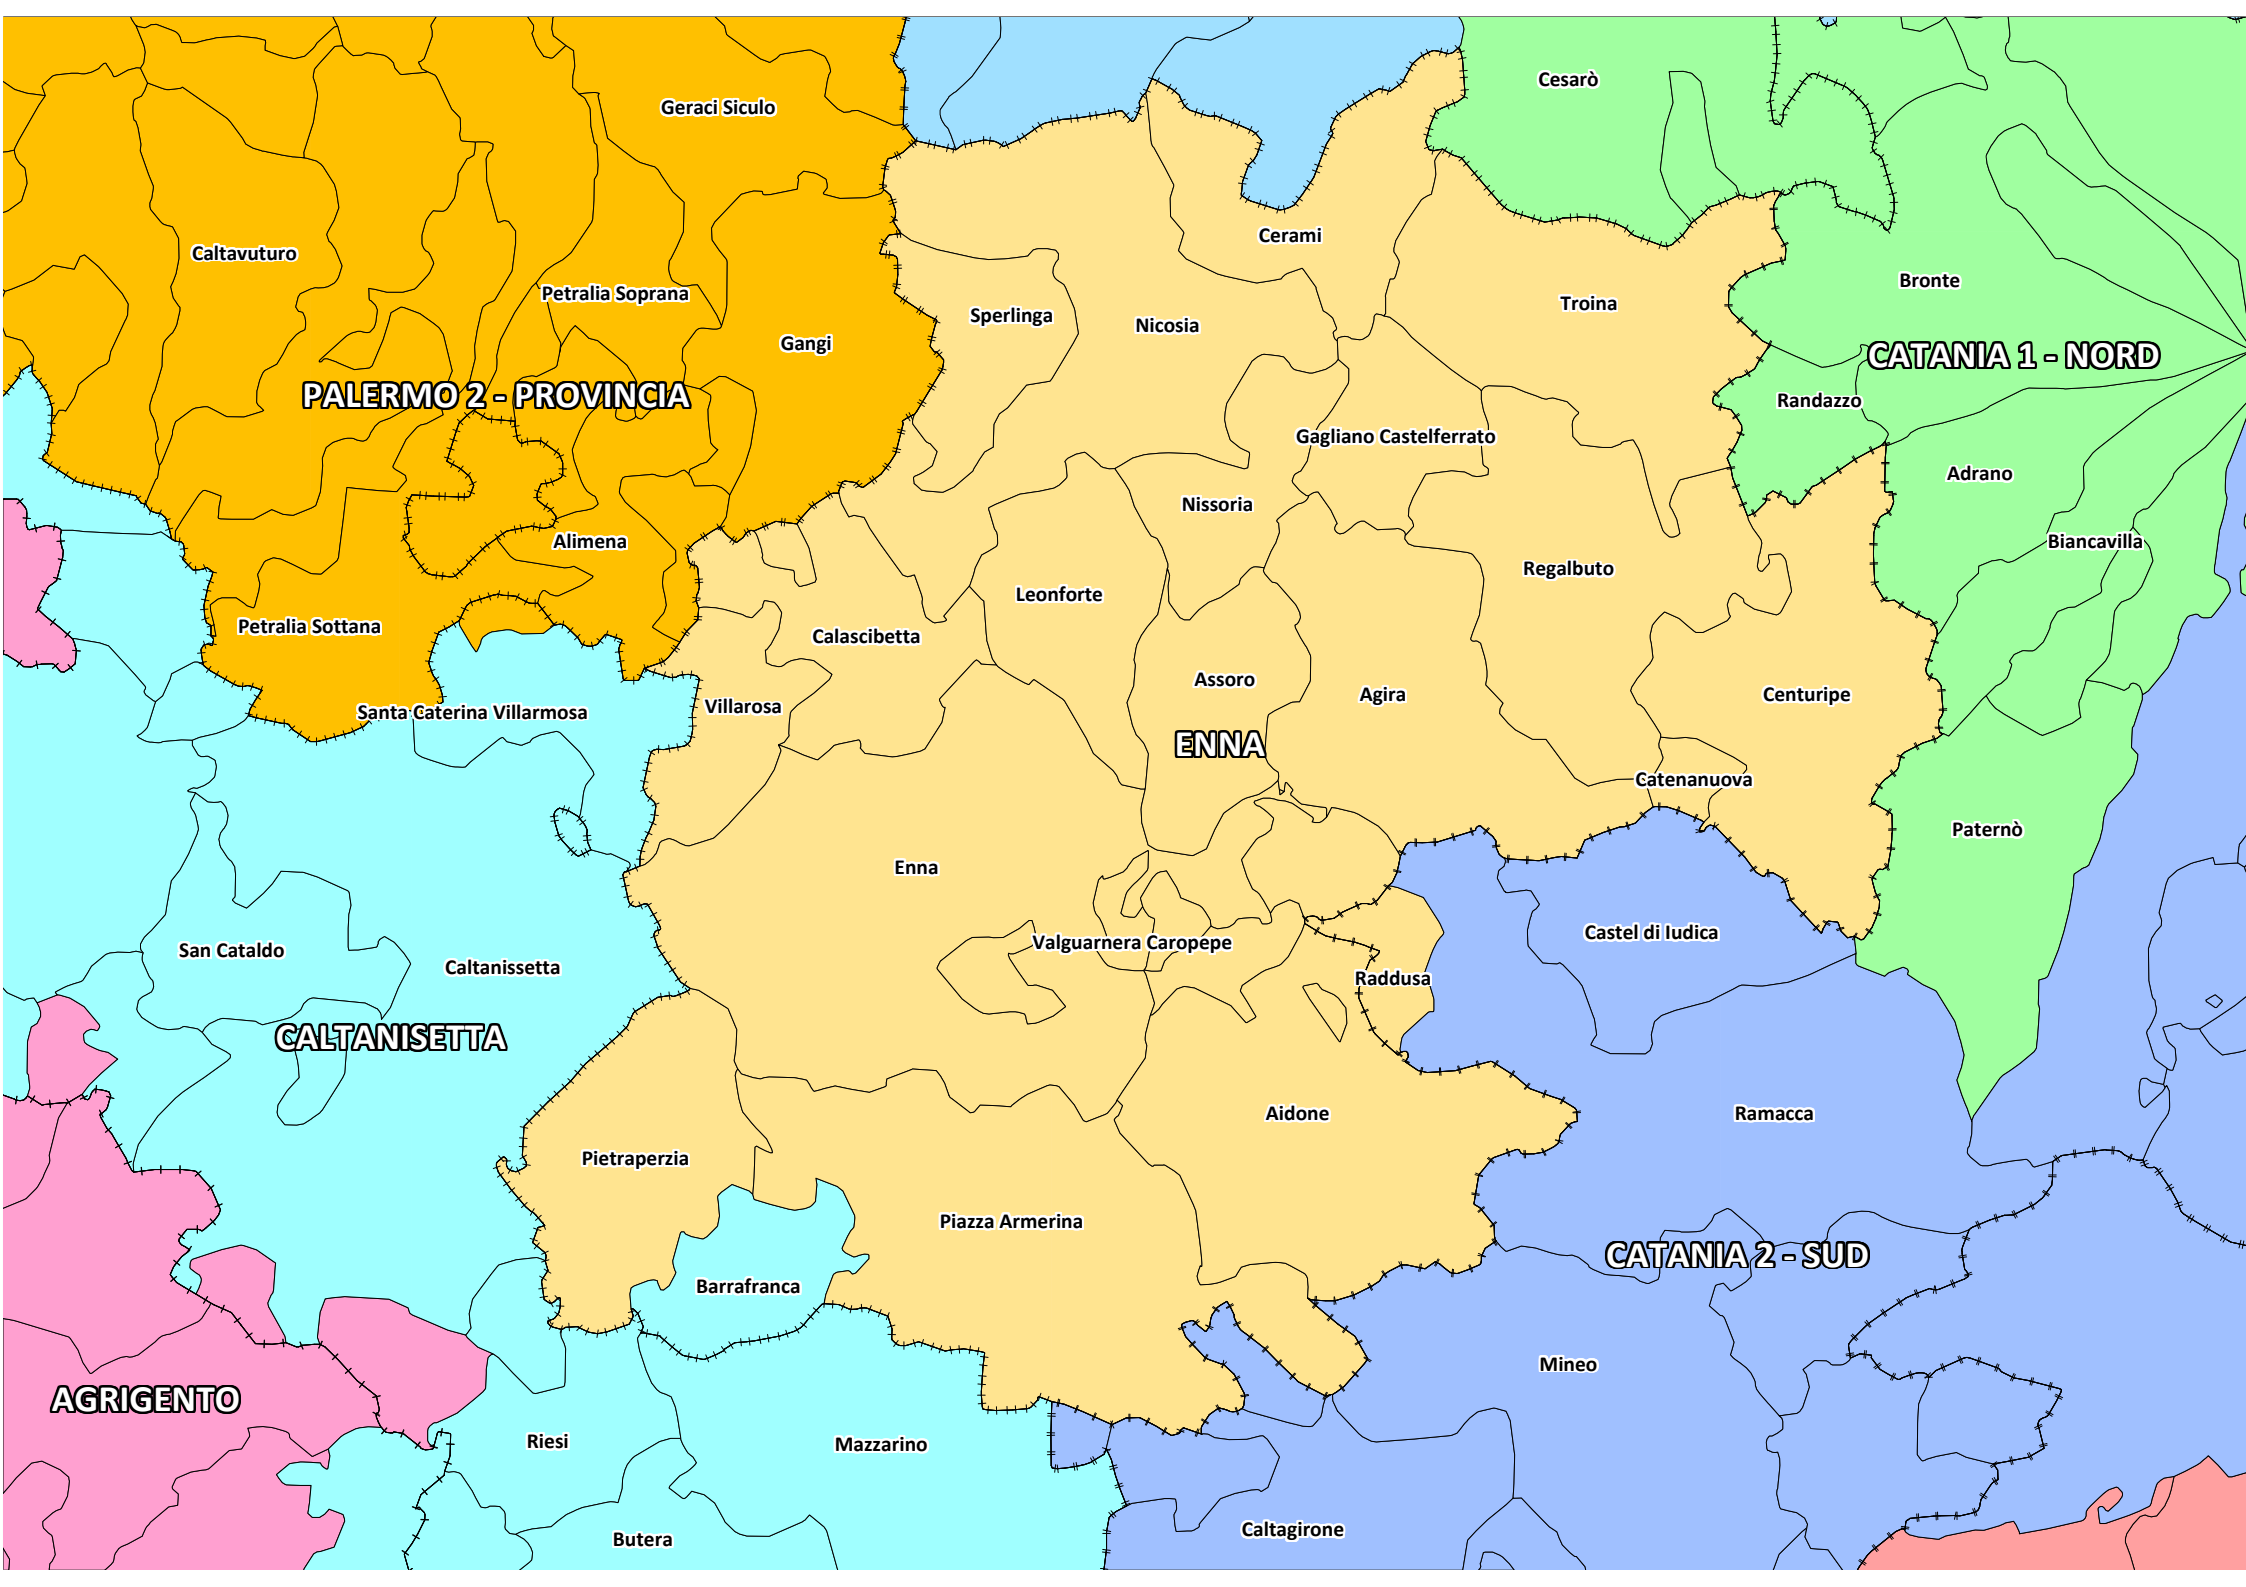 Cesarò
Geraci Siculo
Cerami
Caltavuturo
Bronte
Petralia Soprana
Troina
Sperlinga
Nicosia
Gangi
CATANIA 1 - NORD
PALERMO 2 - PROVINCIA
Randazzo
Gagliano Castelferrato
Adrano
Nissoria
Alimena
Biancavilla
Regalbuto
Leonforte
Petralia Sottana
Calascibetta
Assoro
Agira
Centuripe
Villarosa
Santa Caterina Villarmosa
ENNA
Catenanuova
Paternò
Enna
Castel di Iudica
Valguarnera Caropepe
San Cataldo
Caltanissetta
Raddusa
CALTANISETTA
Aidone
Ramacca
Pietraperzia
Piazza Armerina
CATANIA 2 - SUD
Barrafranca
Mineo
AGRIGENTO
Riesi
Mazzarino
Caltagirone
Butera